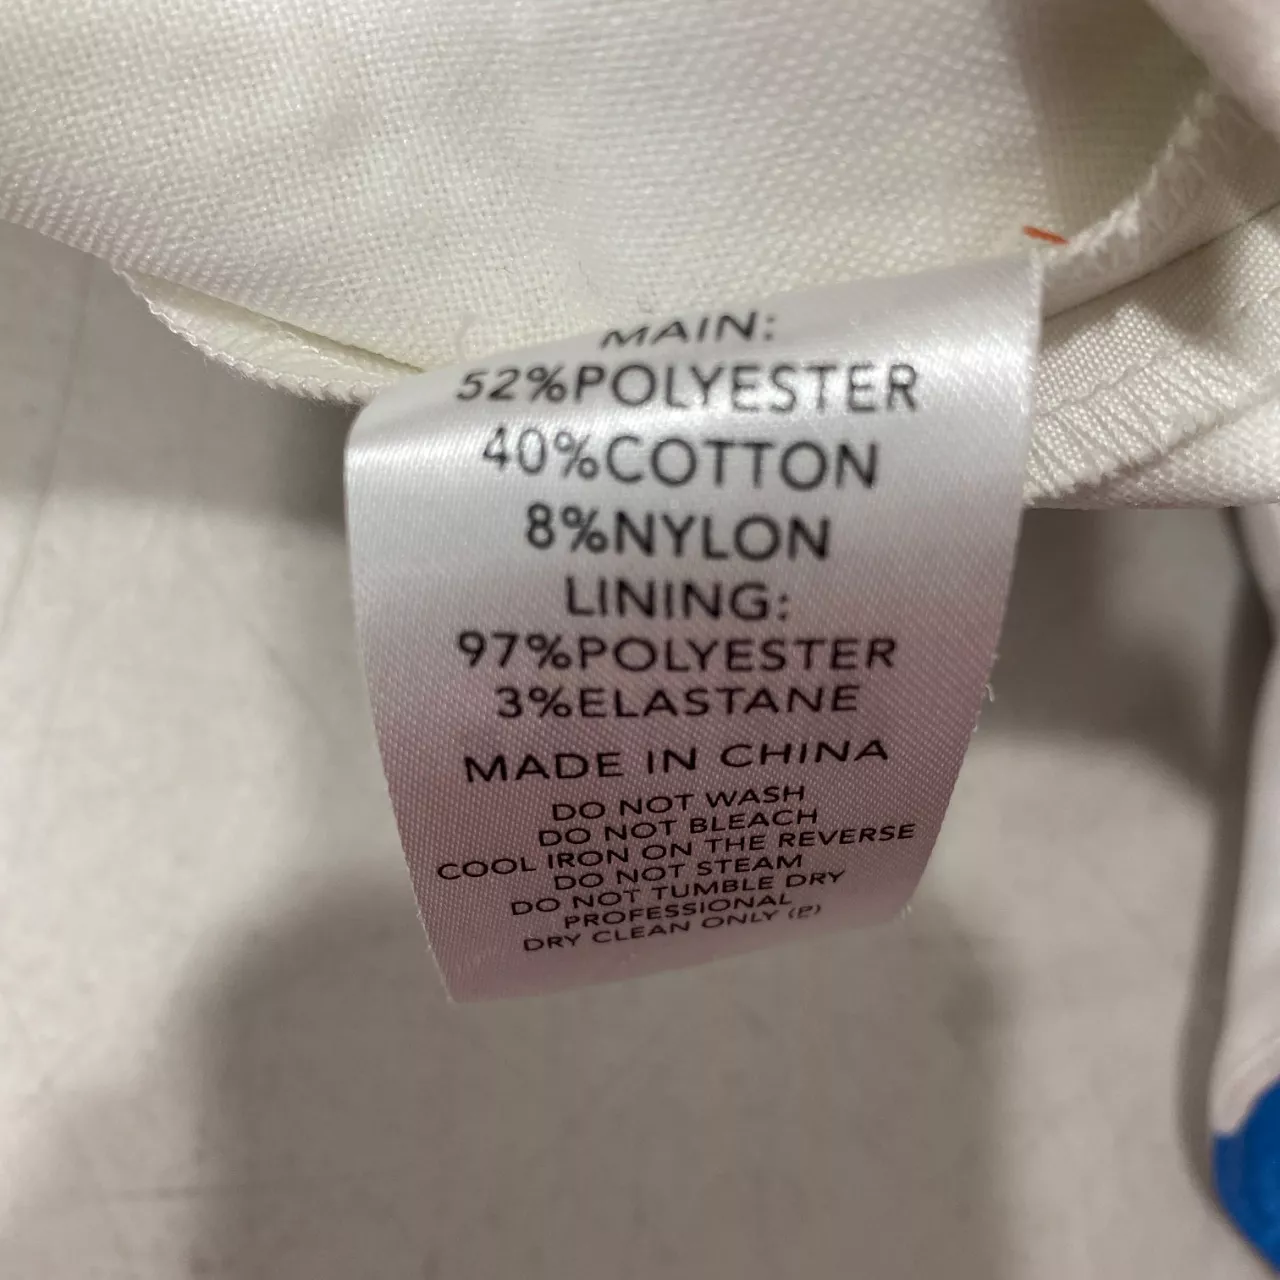 MAIN:
52%POLYESTER
40%COTTON
8%NYLON
LINING:
97%POLYESTER
3%ELASTANE
MADE IN CHINA
DO NOT WASH
DO NOT BLEACH
COOL IRON ON THE REVERSE
DO NOT STEAM
DO NOT TUMBLE DRY
PROFESSIONAL
DRY CLEAN ONLY (P)